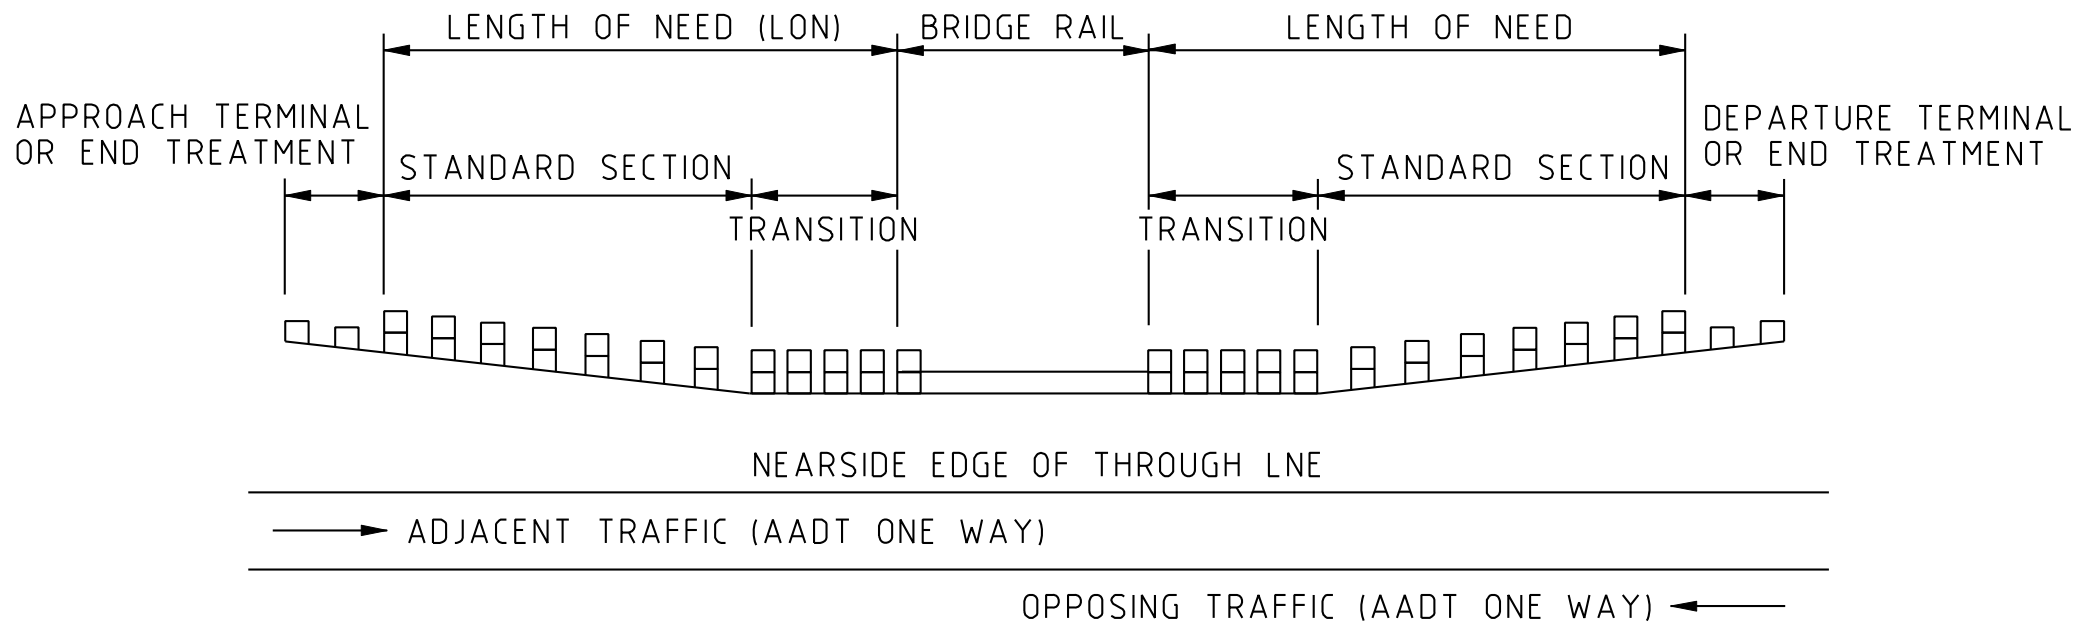 LENGTH OF NEED (LON)
BRIDGE RAIL
LENGTH OF NEED
APPROACH TERMINAL
OR END TREATMENT
DEPARTURE TERMINAL
OR END TREATMENT
STANDARD SECTION
STANDARD SECTION
TRANSITION
TRANSITION
NEARSIDE EDGE OF THROUGH LNE
ADJACENT TRAFFIC (AADT ONE WAY)
OPPOSING TRAFFIC (AADT ONE WAY)